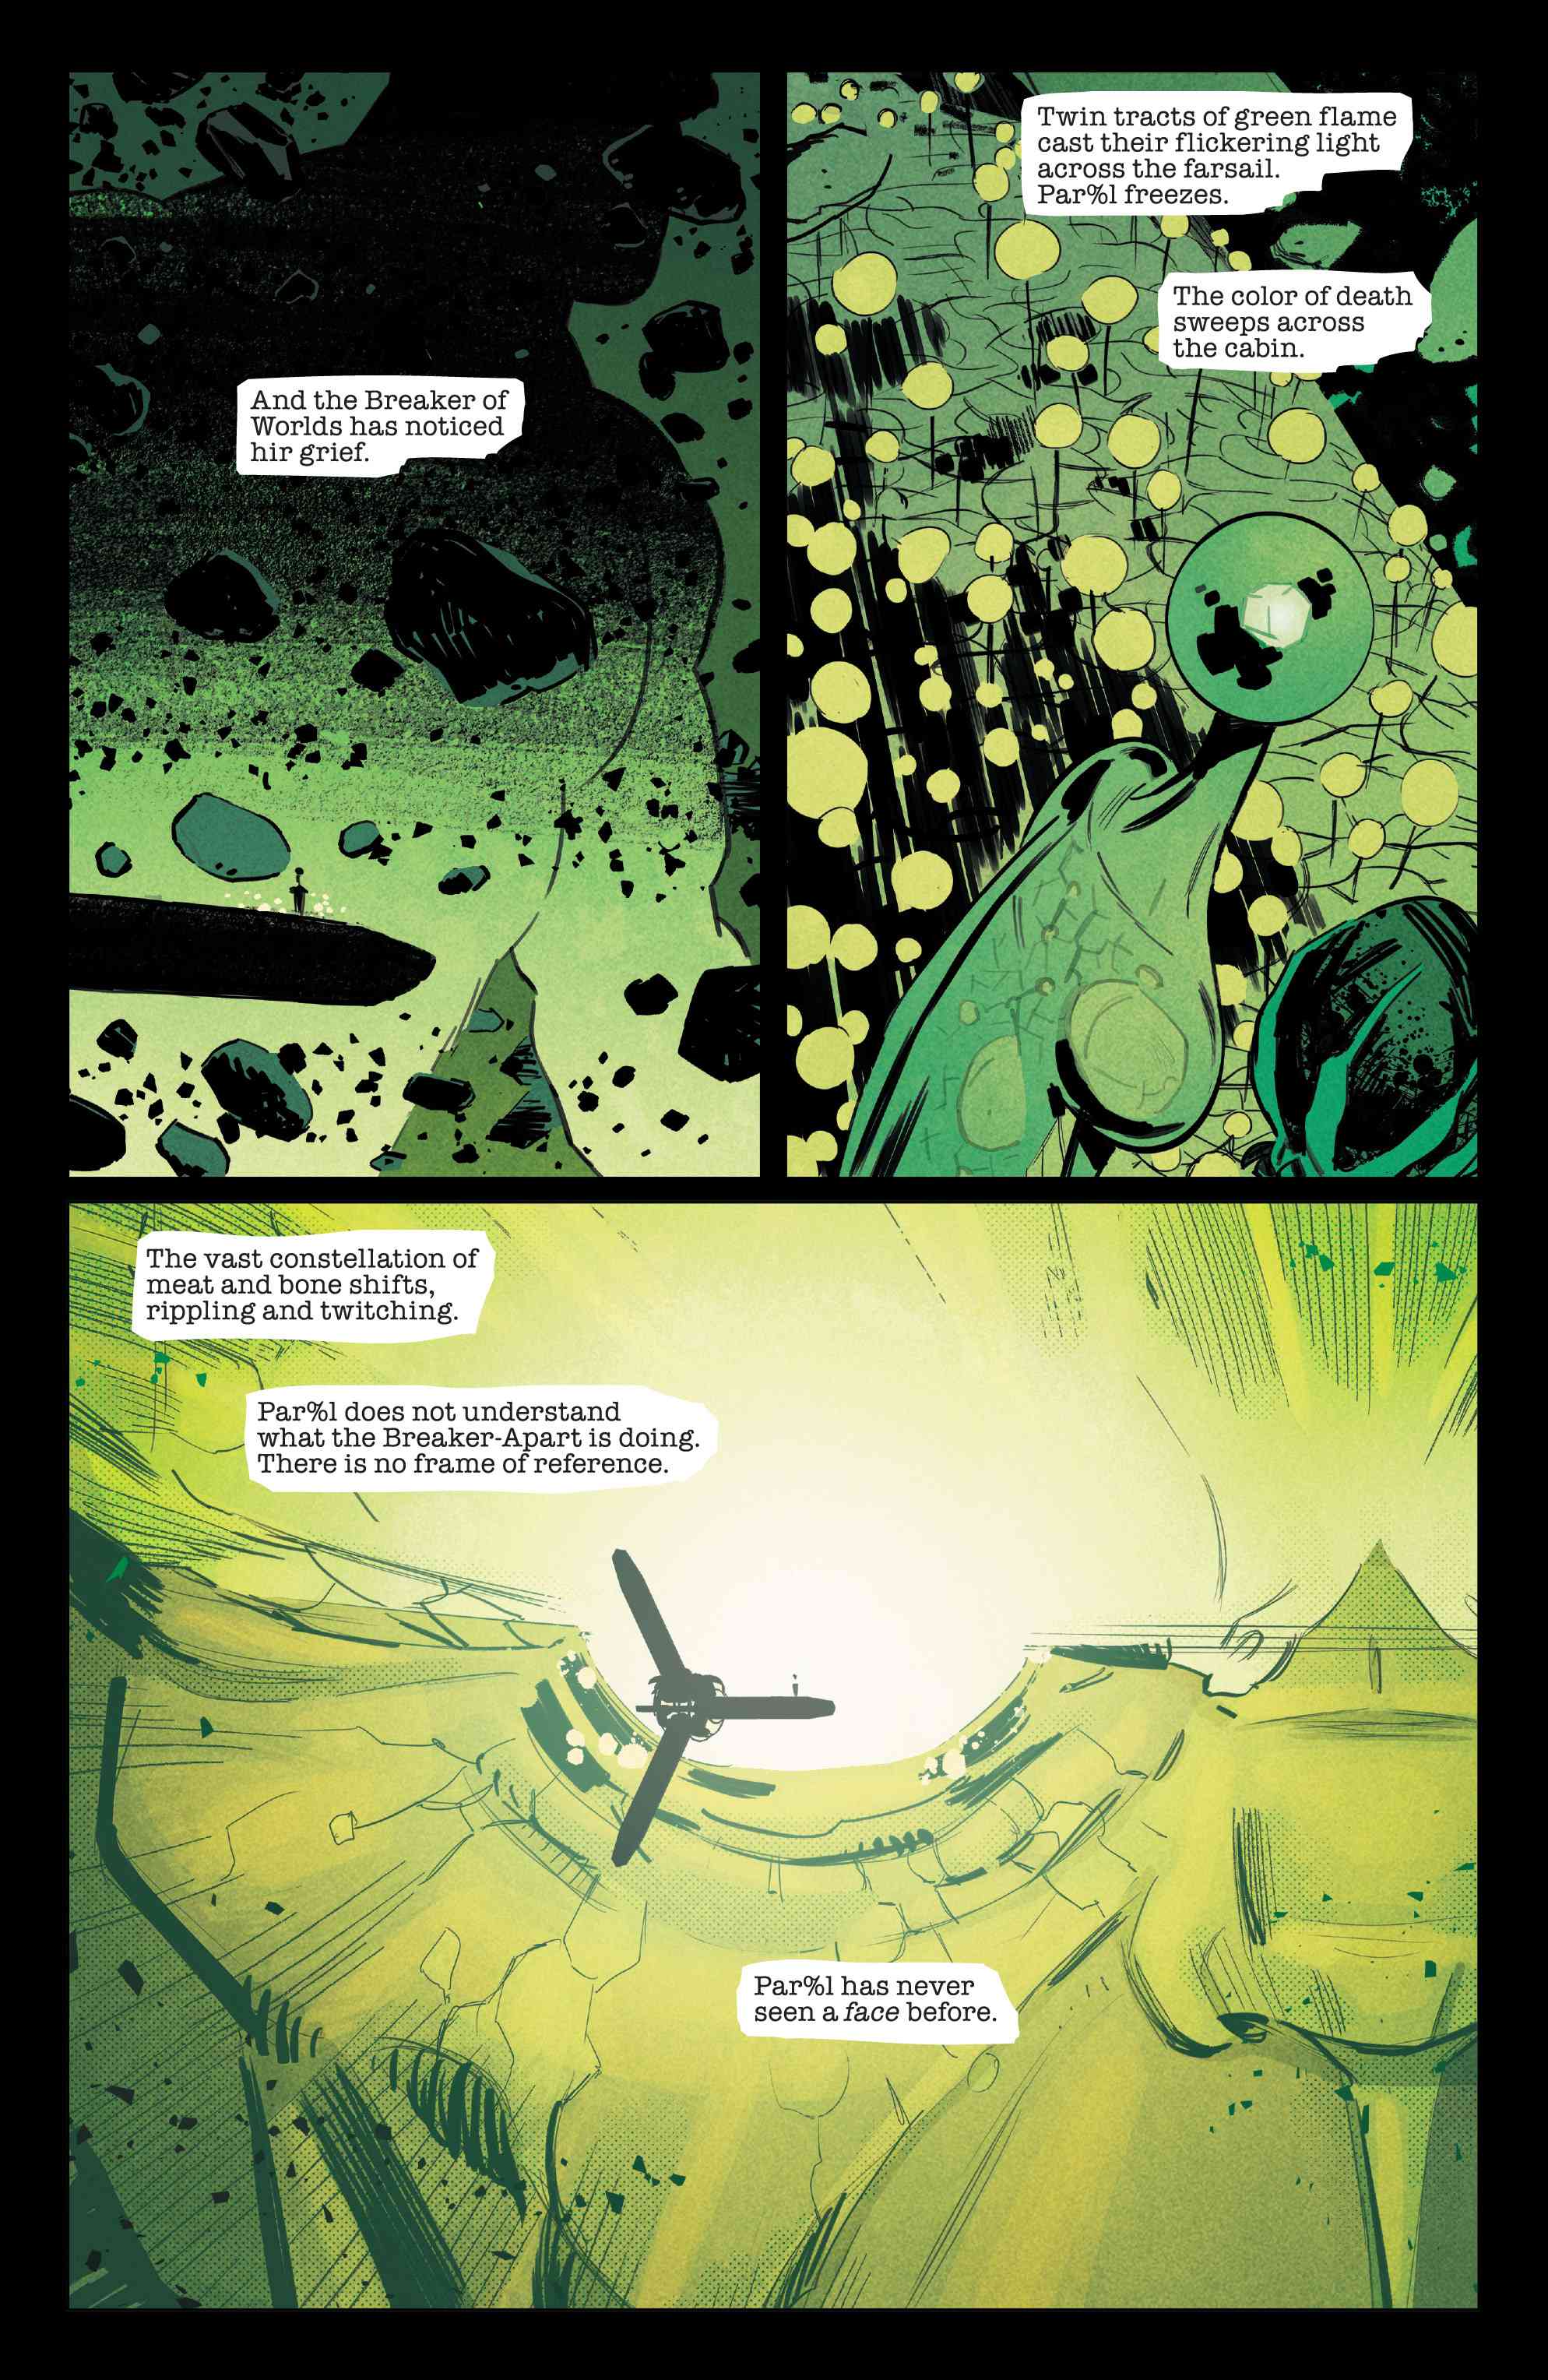 And the Breaker of
Worlds has noticed
hir grief.
Twin tracts of green flame
cast their flickering light
across the farsail.
Par%l freezes.
The color of death
sweeps across
the cabin.
The vast constellation of
meat and bone shifts,
rippling and twitching.
Par%l does not understand
what the Breaker-Apart is doing.
There is no frame of reference.
Par%l has never
seen a face before.